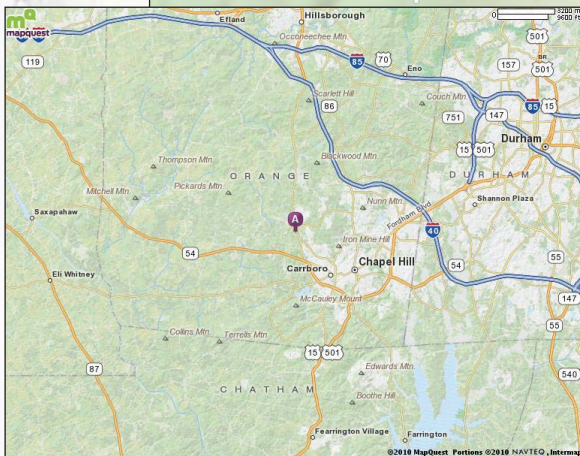 Efland
Hillsborough
3200 m
9600 ft
mapquest
Occoneechee Mtn.
501
85
70
Eno
157
BR
501
119
Scarlett Hill
86
Couch Mtn.
751
147
85
15
15
501
Durham
Thompson Mtn.
Blackwood Mtn.
ORANGE
DURHAM
Mitchell Mtn.
Pickards Mtn.
Nunn Mtn.
Shannon Plaza
Saxapahaw
A
Fordham Blvd
40
54
Iron Mine Hill
55
Eli Whitney
Carrboro
Chapel Hill
54
McCauley Mount
147
55
Collins Mtn.
Terrells Mtn.
15
501
87
Edwards Mtn.
540
CHATHAM
Boothe Hill
Fearrington Village
Farrington
©2010 MapQuest Portions ©2010 NAVTEQ, Intermap